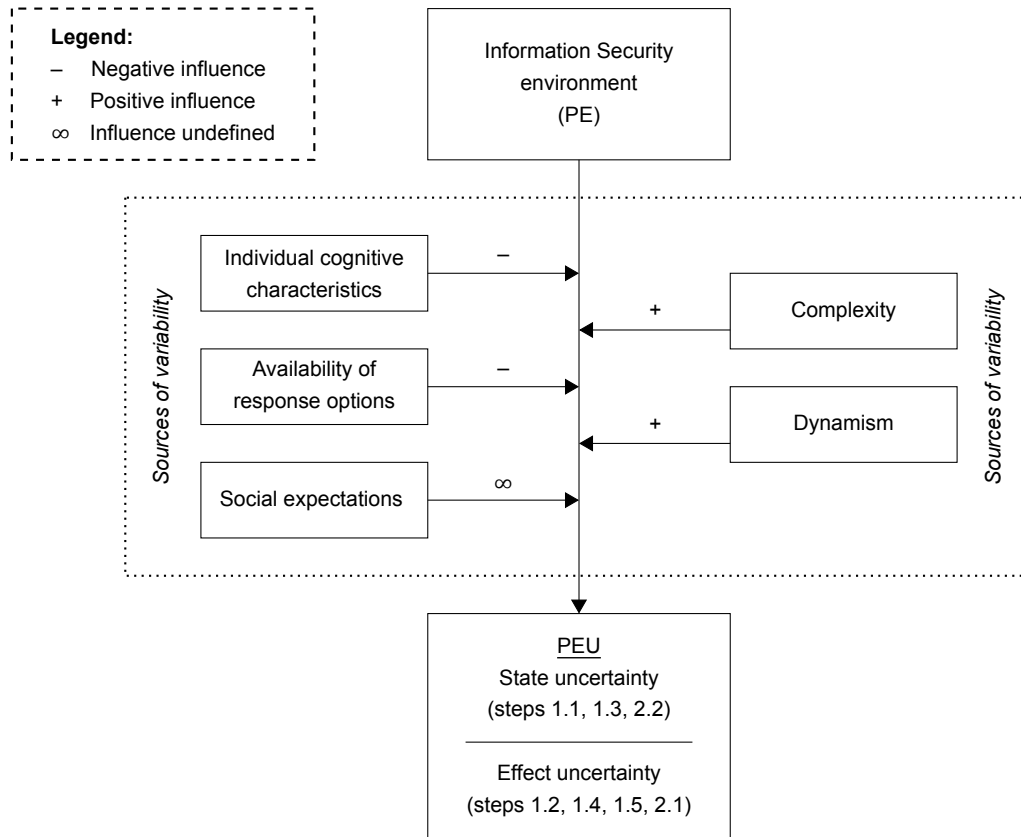 Legend:
– Negative influence
+ Positive influence
∞ Influence undefined
Information Security
environment
(PE)
Sources of variability
Individual cognitive
characteristics
–
Availability of
response options
–
Social expectations
∞
+
Complexity
+
Dynamism
Sources of variability
PEU
State uncertainty
(steps 1.1, 1.3, 2.2)
Effect uncertainty
(steps 1.2, 1.4, 1.5, 2.1)